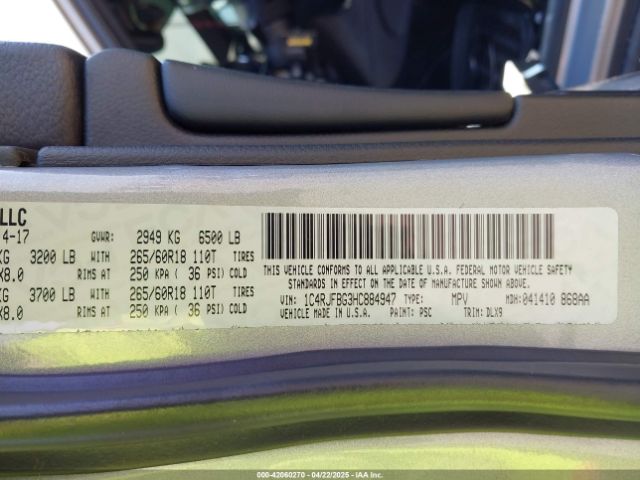 LLC
4-17 GVWR: 2949 KG 6500 LB
KG 3200 LB 265/60R18 110T TIRES
X8.0 RIMS AT 250 KPA ( 36 PSI) COLD
KG 3700 LB 265/60R18 110T TIRES
X8.0 RIMS AT 250 KPA ( 36 PSI) COLD
THIS VEHICLE CONFORMS TO ALL APPLICABLE U.S.A. FEDERAL MOTOR VEHICLE SAFETY
STANDARDS IN EFFECT ON THE DATE OF MANUFACTURE SHOWN ABOVE.
VIN: 1C4RJFBG3HC884947 TYPE: MPV MDH: 041410 868AA
VEHICLE MADE IN U.S.A. PAINT: PSC TRIM: DLX9
000-42060270 - 04/22/2025 - IAAI.COM